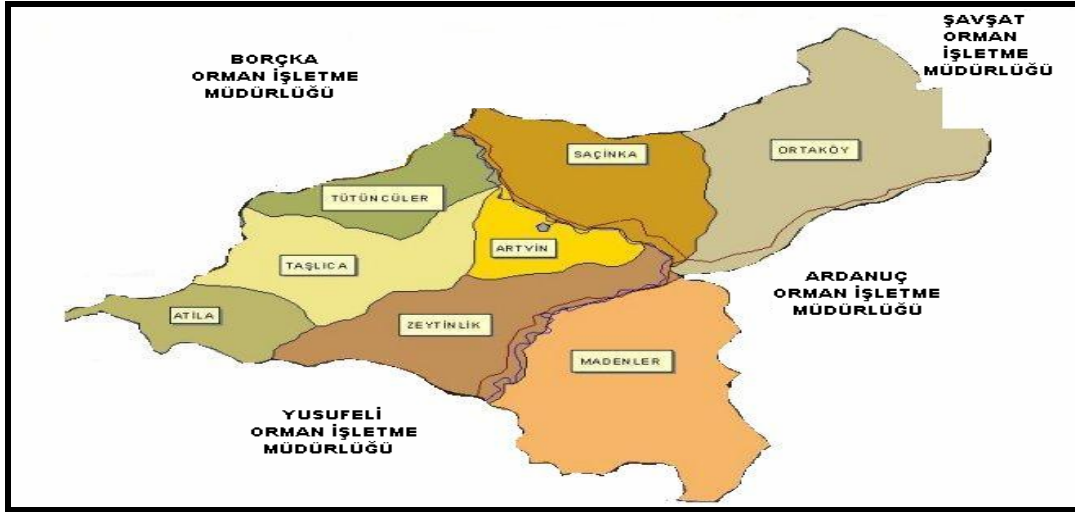 ŞAVŞAT
ORMAN
İŞLETME
MÜDÜRLÜĞÜ
BORÇKA
ORMAN İŞLETME
MÜDÜRLÜĞÜ
SAÇİNKA
ORTAKÖY
TÜTÜNCÜLER
ARTVİN
TAŞLICA
ARDANUÇ
ORMAN İŞLETME
MÜDÜRLÜĞÜ
ATİLA
ZEYTİNLİK
MADENLER
YUSUFELİ
ORMAN İŞLETME
MÜDÜRLÜĞÜ